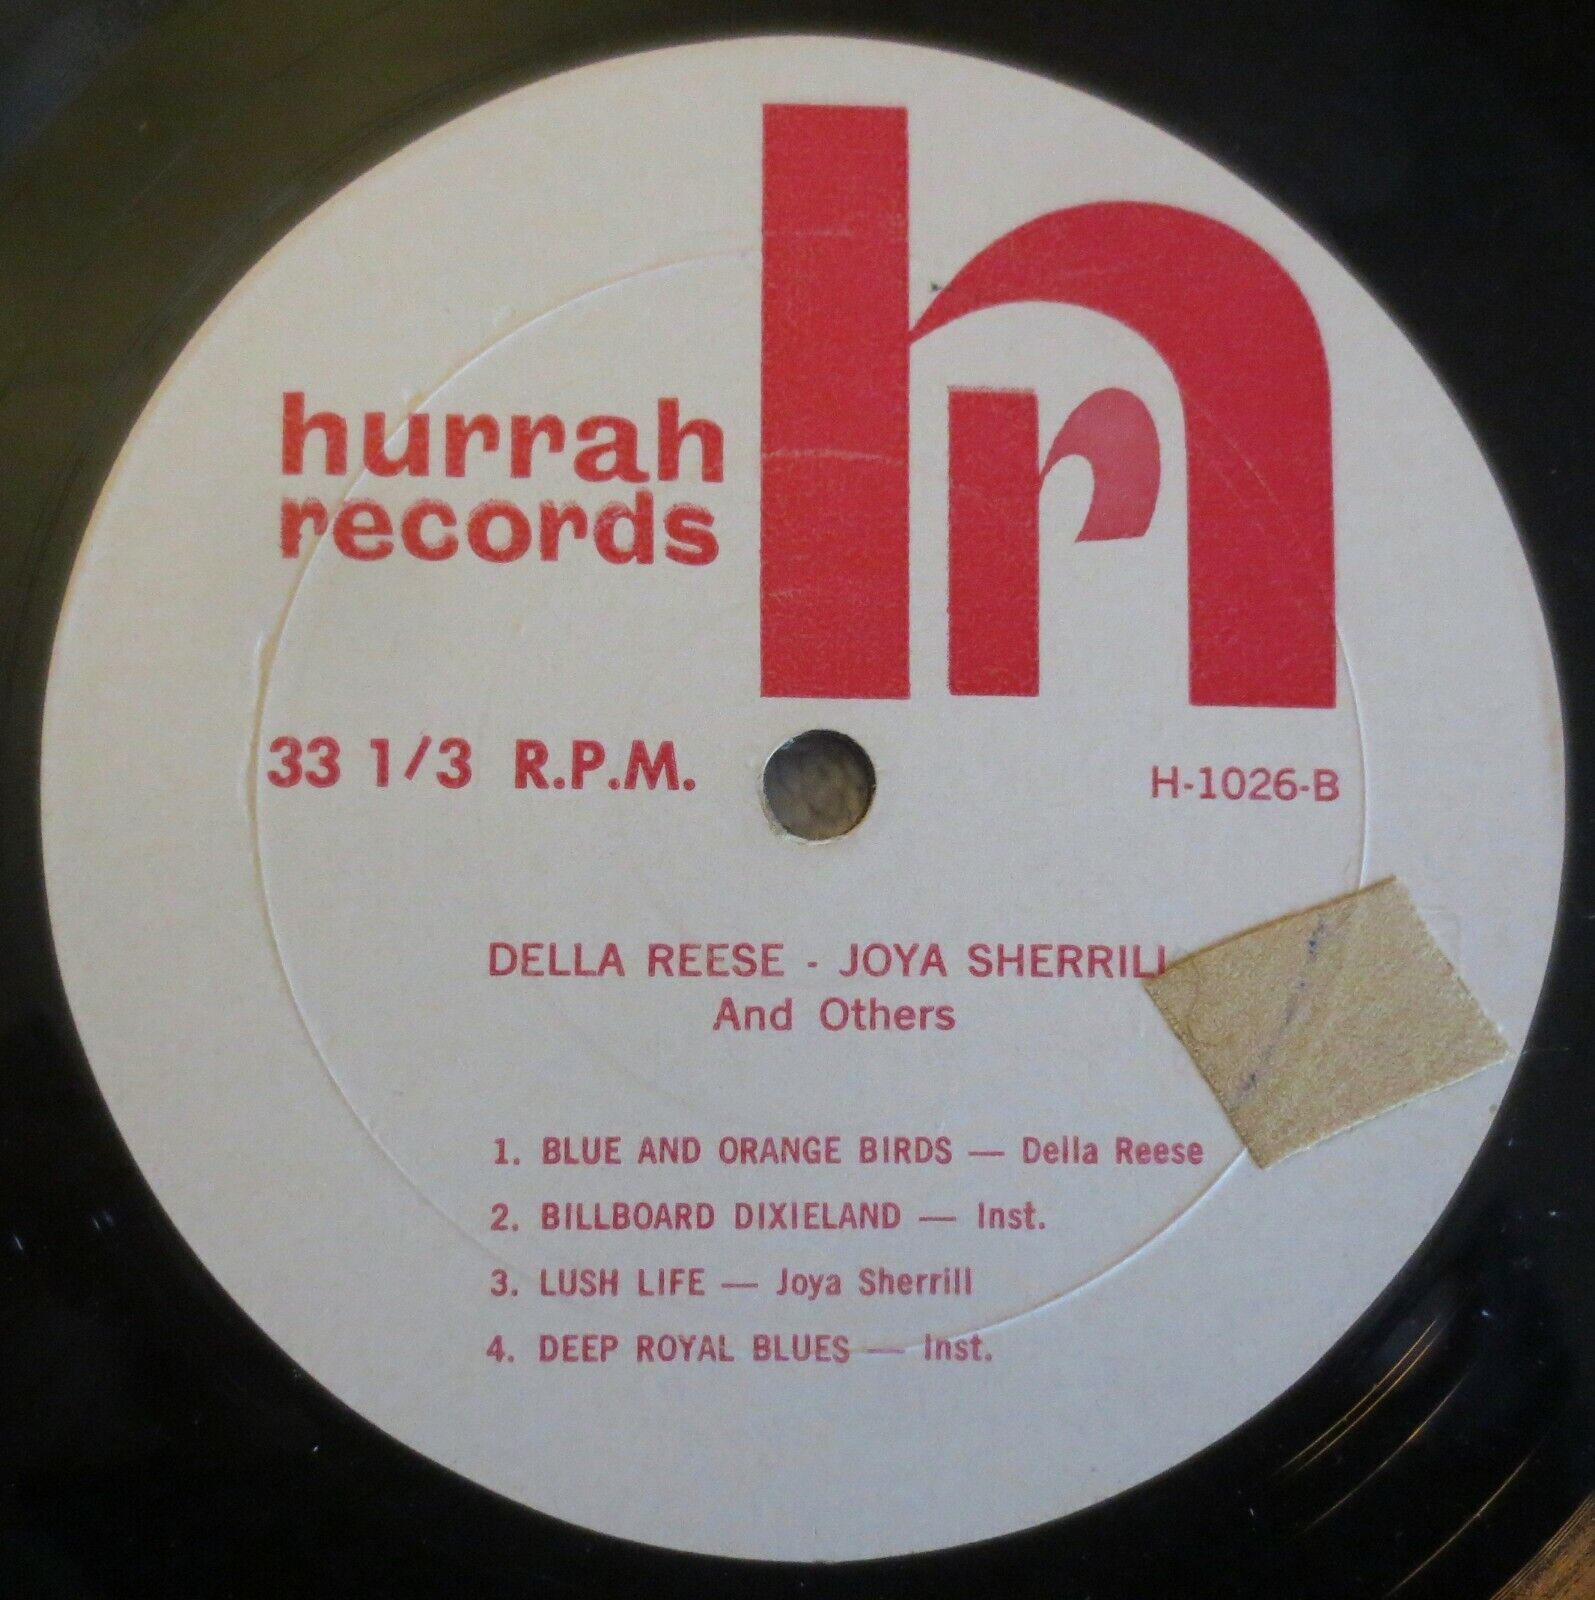 hr
hurrah
records
33 1/3 R.P.M.
H-1026-B
DELLA REESE - JOYA SHERRILL
And Others
1. BLUE AND ORANGE BIRDS — Della Reese
2. BILLBOARD DIXIELAND — Inst.
3. LUSH LIFE — Joya Sherrill
4. DEEP ROYAL BLUES — Inst.